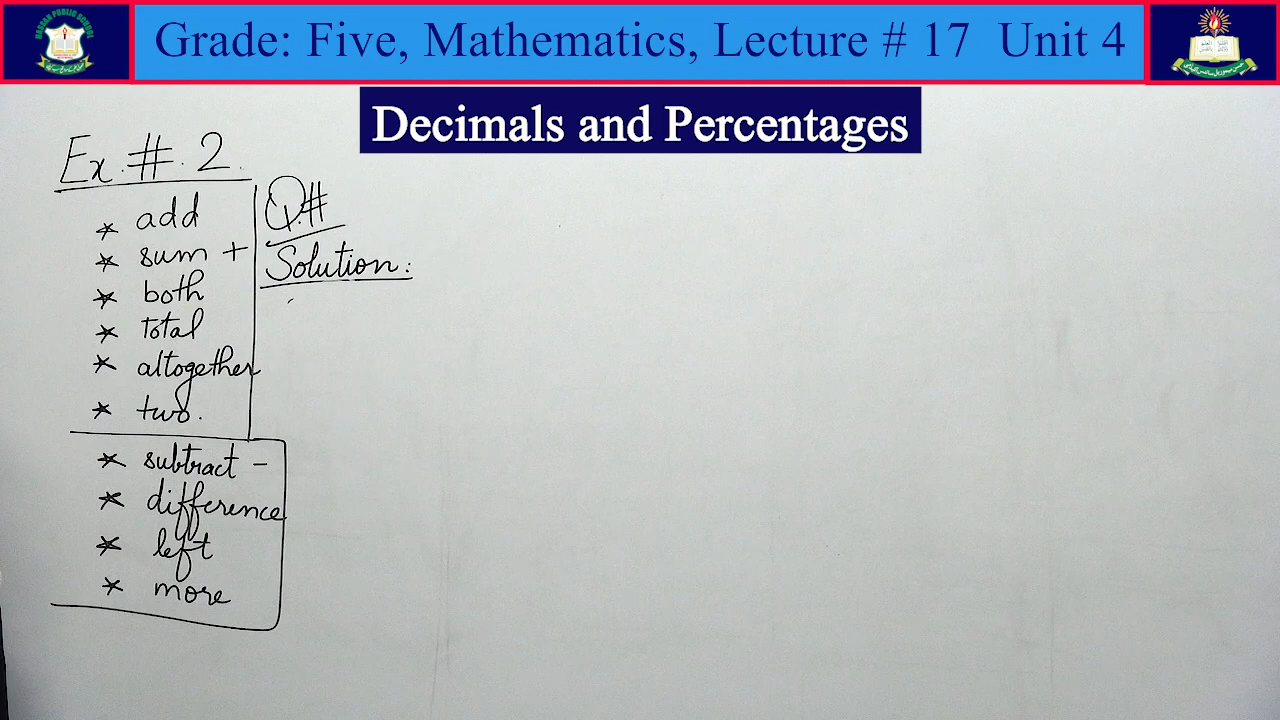 Grade: Five, Mathematics, Lecture # 17 Unit 4
Decimals and Percentages
Ex. # . 2.
* add
* sum +
* both
* total
* altogether
* two.
* subtract -
* difference
* left
* more
Q.#
Solution: